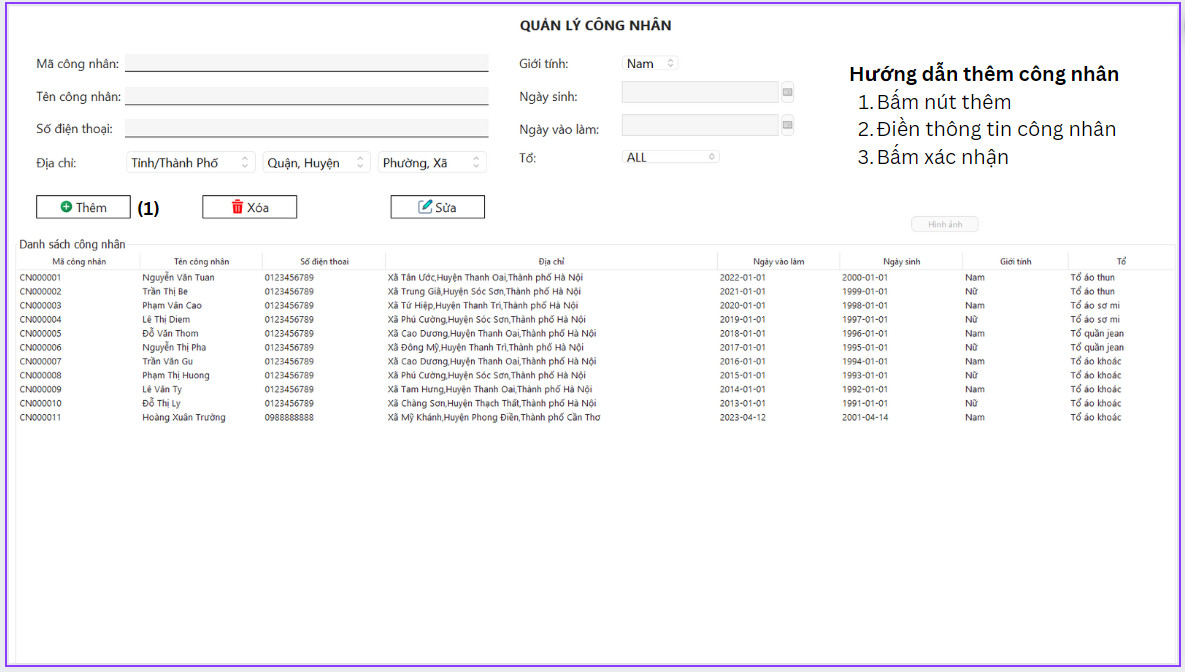 QUẢN LÝ CÔNG NHÂN
Mã công nhân:
Giới tính: Nam
Tên công nhân:
Ngày sinh:
Số điện thoại:
Ngày vào làm:
Địa chỉ: Tỉnh/Thành Phố Quận, Huyện Phường, Xã
Tổ: ALL
Hướng dẫn thêm công nhân
1. Bấm nút thêm
2. Điền thông tin công nhân
3. Bấm xác nhận
Thêm (1) Xóa Sửa
Hình ảnh
Danh sách công nhân
Mã công nhân Tên công nhân Số điện thoai Địa chỉ Ngày vào làm Ngày sinh Giới tính Tổ
CN000001 Nguyễn Văn Tuan 0123456789 Xã Tân Ước,Huyện Thanh Oai,Thành phố Hà Nội 2022-01-01 2000-01-01 Nam Tổ áo thun
CN000002 Trần Thị Be 0123456789 Xã Trung Giã,Huyện Sóc Sơn,Thành phố Hà Nội 2021-01-01 1999-01-01 Nữ Tổ áo thun
CN000003 Phạm Văn Cao 0123456789 Xã Tứ Hiệp,Huyện Thanh Trì,Thành phố Hà Nội 2020-01-01 1998-01-01 Nam Tổ áo sơ mi
CN000004 Lê Thị Diem 0123456789 Xã Phú Cường,Huyện Sóc Sơn,Thành phố Hà Nội 2019-01-01 1997-01-01 Nữ Tổ áo sơ mi
CN000005 Đỗ Văn Thom 0123456789 Xã Cao Dương,Huyện Thanh Oai,Thành phố Hà Nội 2018-01-01 1996-01-01 Nam Tổ quần jean
CN000006 Nguyễn Thị Pha 0123456789 Xã Đông Mỹ,Huyện Thanh Trì,Thành phố Hà Nội 2017-01-01 1995-01-01 Nữ Tổ quần jean
CN000007 Trần Văn Gu 0123456789 Xã Cao Dương,Huyện Thanh Oai,Thành phố Hà Nội 2016-01-01 1994-01-01 Nam Tổ áo khoác
CN000008 Phạm Thị Huong 0123456789 Xã Phú Cường,Huyện Sóc Sơn,Thành phố Hà Nội 2015-01-01 1993-01-01 Nữ Tổ áo khoác
CN000009 Lê Văn Ty 0123456789 Xã Tam Hưng,Huyện Thanh Oai,Thành phố Hà Nội 2014-01-01 1992-01-01 Nam Tổ áo khoác
CN000010 Đỗ Thị Ly 0123456789 Xã Chàng Sơn,Huyện Thạch Thất,Thành phố Hà Nội 2013-01-01 1991-01-01 Nữ Tổ áo khoác
CN000011 Hoàng Xuân Trường 0988888888 Xã Mỹ Khánh,Huyện Phong Điền,Thành phố Cần Thơ 2023-04-12 2001-04-14 Nam Tổ áo khoác